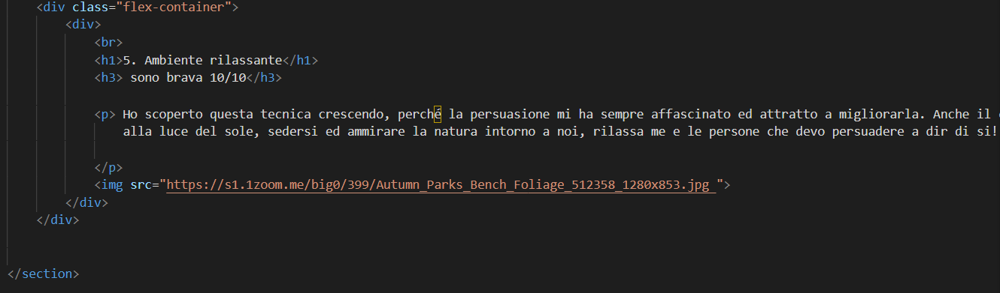 <div class="flex-container">
<div>
<br>
<h1>5. Ambiente rilassante</h1>
<h3> sono brava 10/10</h3>
<p> Ho scoperto questa tecnica crescendo, perché la persuasione mi ha sempre affascinato ed attratto a migliorarla. Anche il
alla luce del sole, sedersi ed ammirare la natura intorno a noi, rilassa me e le persone che devo persuadere a dir di si!
</p>
<img src="https://s1.1zoom.me/big0/399/Autumn_Parks_Bench_Foliage_512358_1280x853.jpg ">
</div>
</div>
</section>